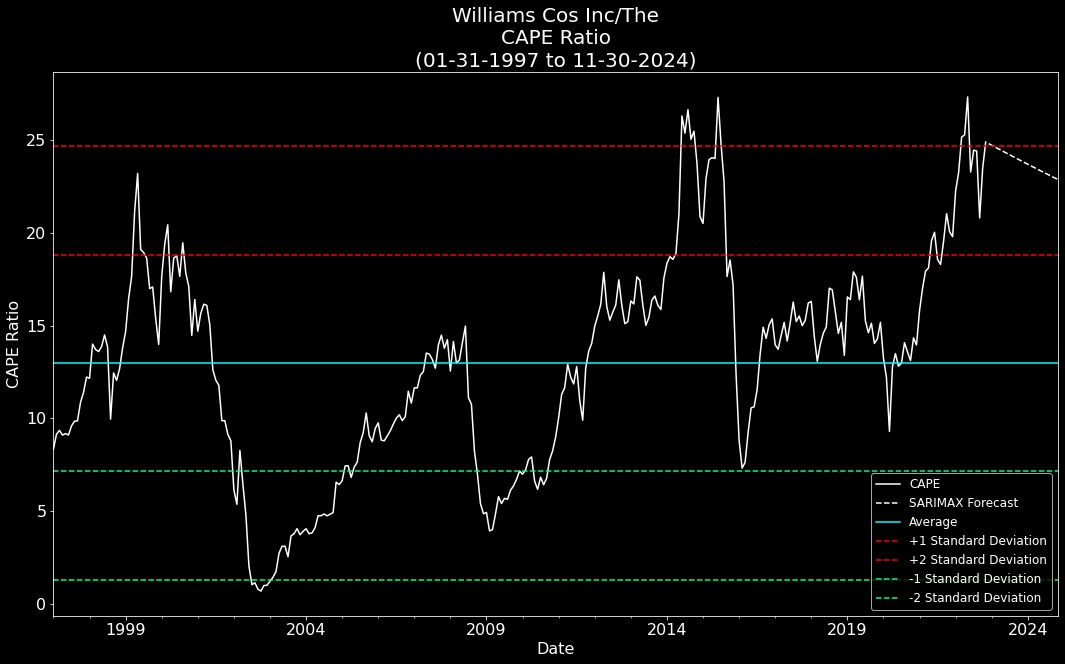 Williams Cos Inc/The
CAPE Ratio
(01-31-1997 to 11-30-2024)
CAPE Ratio
25
20
15
10
5
0
1999
2004
2009
2014
2019
2024
Date
CAPE
SARIMAX Forecast
Average
+1 Standard Deviation
+2 Standard Deviation
-1 Standard Deviation
-2 Standard Deviation